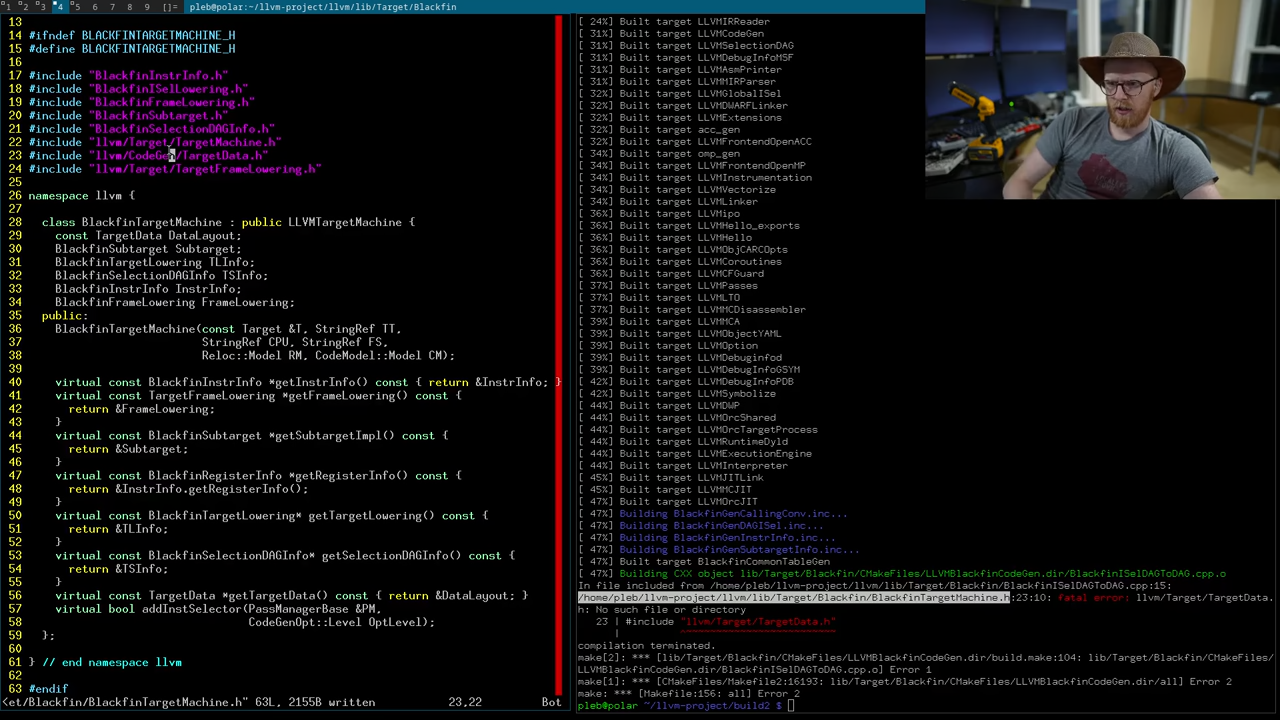 1 2 3 4 5 6 7 8 9 []= pleb@polar:~/llvm-project/llvm/lib/Target/Blackfin
13
14 #ifndef BLACKFINTARGETMACHINE_H
15 #define BLACKFINTARGETMACHINE_H
16
17 #include "BlackfinInstrInfo.h"
18 #include "BlackfinISelLowering.h"
19 #include "BlackfinFrameLowering.h"
20 #include "BlackfinSubtarget.h"
21 #include "BlackfinSelectionDAGInfo.h"
22 #include "llvm/Target/TargetMachine.h"
23 #include "llvm/CodeGen/TargetData.h"
24 #include "llvm/Target/TargetFrameLowering.h"
25
26 namespace llvm {
27
28 class BlackfinTargetMachine : public LLVMTargetMachine {
29 const TargetData DataLayout;
30 BlackfinSubtarget Subtarget;
31 BlackfinTargetLowering TLInfo;
32 BlackfinSelectionDAGInfo TSInfo;
33 BlackfinInstrInfo InstrInfo;
34 BlackfinFrameLowering FrameLowering;
35 public:
36 BlackfinTargetMachine(const Target &T, StringRef TT,
37 StringRef CPU, StringRef FS,
38 Reloc::Model RM, CodeModel::Model CM);
39
40 virtual const BlackfinInstrInfo *getInstrInfo() const { return &InstrInfo; }
41 virtual const TargetFrameLowering *getFrameLowering() const {
42 return &FrameLowering;
43 }
44 virtual const BlackfinSubtarget *getSubtargetImpl() const {
45 return &Subtarget;
46 }
47 virtual const BlackfinRegisterInfo *getRegisterInfo() const {
48 return &InstrInfo.getRegisterInfo();
49 }
50 virtual const BlackfinTargetLowering* getTargetLowering() const {
51 return &TLInfo;
52 }
53 virtual const BlackfinSelectionDAGInfo* getSelectionDAGInfo() const {
54 return &TSInfo;
55 }
56 virtual const TargetData *getTargetData() const { return &DataLayout; }
57 virtual bool addInstSelector(PassManagerBase &PM,
58 CodeGenOpt::Level OptLevel);
59 };
60
61 } // end namespace llvm
62
63 #endif
<et/Blackfin/BlackfinTargetMachine.h" 63L, 2155B written 23,22 Bot
[ 24%] Built target LLVMIRReader
[ 31%] Built target LLVMCodeGen
[ 31%] Built target LLVMSelectionDAG
[ 31%] Built target LLVMDebugInfoMSF
[ 31%] Built target LLVMAsmPrinter
[ 31%] Built target LLVMMIRParser
[ 32%] Built target LLVMGlobalISel
[ 32%] Built target LLVMDWARFLinker
[ 32%] Built target LLVMExtensions
[ 32%] Built target acc_gen
[ 34%] Built target LLVMFrontendOpenACC
[ 34%] Built target omp_gen
[ 34%] Built target LLVMFrontendOpenMP
[ 34%] Built target LLVMInstrumentation
[ 34%] Built target LLVMVectorize
[ 34%] Built target LLVMLinker
[ 36%] Built target LLVMipo
[ 36%] Built target LLVMHello_exports
[ 36%] Built target LLVMHello
[ 36%] Built target LLVMObjCARCOpts
[ 36%] Built target LLVMCoroutines
[ 36%] Built target LLVMCFGuard
[ 37%] Built target LLVMPasses
[ 37%] Built target LLVMLTO
[ 37%] Built target LLVMMCDisassembler
[ 39%] Built target LLVMMCA
[ 39%] Built target LLVMObjectYAML
[ 39%] Built target LLVMOption
[ 39%] Built target LLVMDebuginfod
[ 39%] Built target LLVMDebugInfoGSYM
[ 42%] Built target LLVMDebugInfoPDB
[ 42%] Built target LLVMSymbolize
[ 44%] Built target LLVMDWP
[ 44%] Built target LLVMOrcShared
[ 44%] Built target LLVMOrcTargetProcess
[ 44%] Built target LLVMRuntimeDyld
[ 44%] Built target LLVMExecutionEngine
[ 44%] Built target LLVMInterpreter
[ 45%] Built target LLVMJITLink
[ 45%] Built target LLVMMCJIT
[ 47%] Built target LLVMOrcJIT
[ 47%] Building BlackfinGenCallingConv.inc...
[ 47%] Building BlackfinGenDAGISel.inc...
[ 47%] Building BlackfinGenInstrInfo.inc...
[ 47%] Building BlackfinGenSubtargetInfo.inc...
[ 47%] Built target BlackfinCommonTableGen
[ 47%] Building CXX object lib/Target/Blackfin/CMakeFiles/LLVMBlackfinCodeGen.dir/BlackfinISelDAGToDAG.cpp.o
In file included from /home/pleb/llvm-project/llvm/lib/Target/Blackfin/BlackfinISelDAGToDAG.cpp:15:
/home/pleb/llvm-project/llvm/lib/Target/Blackfin/BlackfinTargetMachine.h:23:10: fatal error: llvm/Target/TargetData.
h: No such file or directory
23 | #include "llvm/Target/TargetData.h"
| ^~~~~~~~~~~~~~~~~~~~~~~~~~
compilation terminated.
make[2]: *** [lib/Target/Blackfin/CMakeFiles/LLVMBlackfinCodeGen.dir/build.make:104: lib/Target/Blackfin/CMakeFiles/
LLVMBlackfinCodeGen.dir/BlackfinISelDAGToDAG.cpp.o] Error 1
make[1]: *** [CMakeFiles/Makefile2:16193: lib/Target/Blackfin/CMakeFiles/LLVMBlackfinCodeGen.dir/all] Error 2
make: *** [Makefile:156: all] Error 2
pleb@polar ~/llvm-project/build2 $